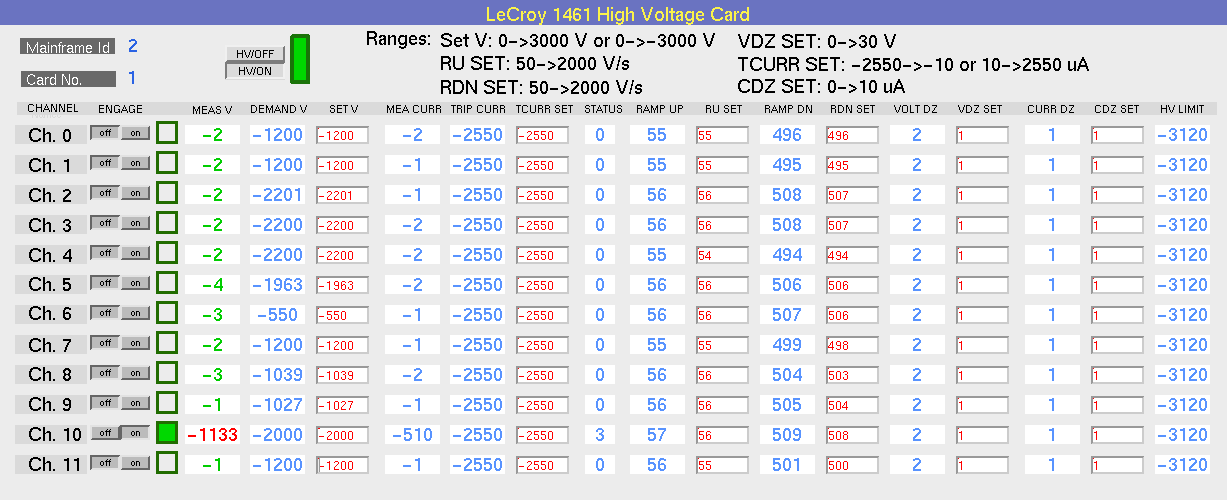 LeCroy 1461 High Voltage Card
Mainframe Id 2
Card No. 1
HV/OFF
HV/ON
Ranges: Set V: 0->3000 V or 0->-3000 V VDZ SET: 0->30 V
RU SET: 50->2000 V/s TCURR SET: -2550->-10 or 10->2550 uA
RDN SET: 50->2000 V/s CDZ SET: 0->10 uA
CHANNEL ENGAGE MEAS V DEMAND V SET V MEA CURR TRIP CURR TCURR SET STATUS RAMP UP RU SET RAMP DN RDN SET VOLT DZ VDZ SET CURR DZ CDZ SET HV LIMIT
Ch. 0 off on -2 -1200 -1200 -2 -2550 -2550 0 55 55 496 496 2 1 1 1 -3120
Ch. 1 off on -2 -1200 -1200 -1 -2550 -2550 0 55 55 495 495 2 1 1 1 -3120
Ch. 2 off on -2 -2201 -2201 -1 -2550 -2550 0 56 56 508 507 2 1 1 1 -3120
Ch. 3 off on -2 -2200 -2200 -2 -2550 -2550 0 56 56 508 507 2 1 1 1 -3120
Ch. 4 off on -2 -2200 -2200 -2 -2550 -2550 0 55 54 494 494 2 1 1 1 -3120
Ch. 5 off on -4 -1963 -1963 -2 -2550 -2550 0 56 56 506 506 2 1 1 1 -3120
Ch. 6 off on -3 -550 -550 -1 -2550 -2550 0 56 56 507 506 2 1 1 1 -3120
Ch. 7 off on -2 -1200 -1200 -1 -2550 -2550 0 55 55 499 498 2 1 1 1 -3120
Ch. 8 off on -3 -1039 -1039 -2 -2550 -2550 0 56 56 504 503 2 1 1 1 -3120
Ch. 9 off on -1 -1027 -1027 -1 -2550 -2550 0 56 56 505 504 2 1 1 1 -3120
Ch. 10 off on -1133 -2000 -2000 -510 -2550 -2550 3 57 56 509 508 2 1 1 1 -3120
Ch. 11 off on -1 -1200 -1200 -1 -2550 -2550 0 56 55 501 500 2 1 1 1 -3120